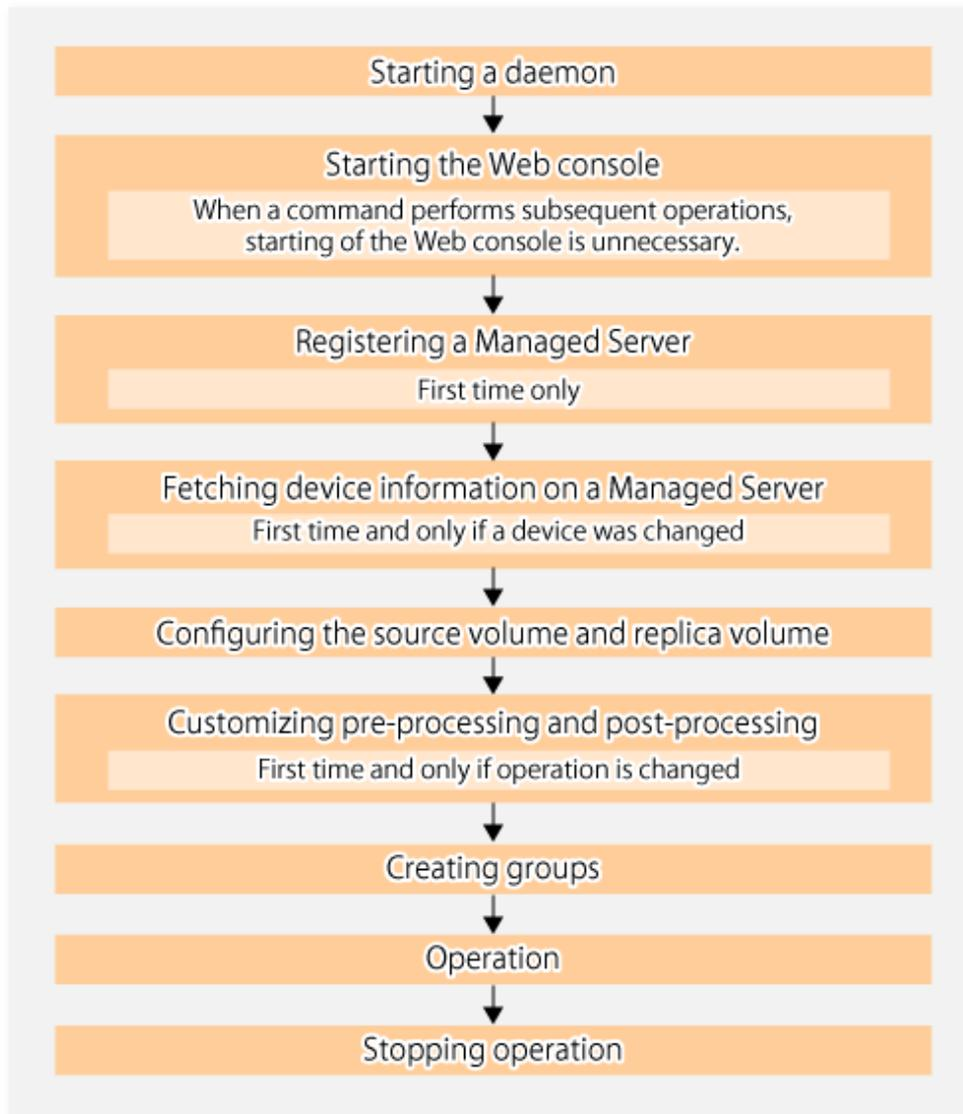 Starting a daemon
Starting the Web console
When a command performs subsequent operations,
starting of the Web console is unnecessary.
Registering a Managed Server
First time only
Fetching device information on a Managed Server
First time and only if a device was changed
Configuring the source volume and replica volume
Customizing pre-processing and post-processing
First time and only if operation is changed
Creating groups
Operation
Stopping operation